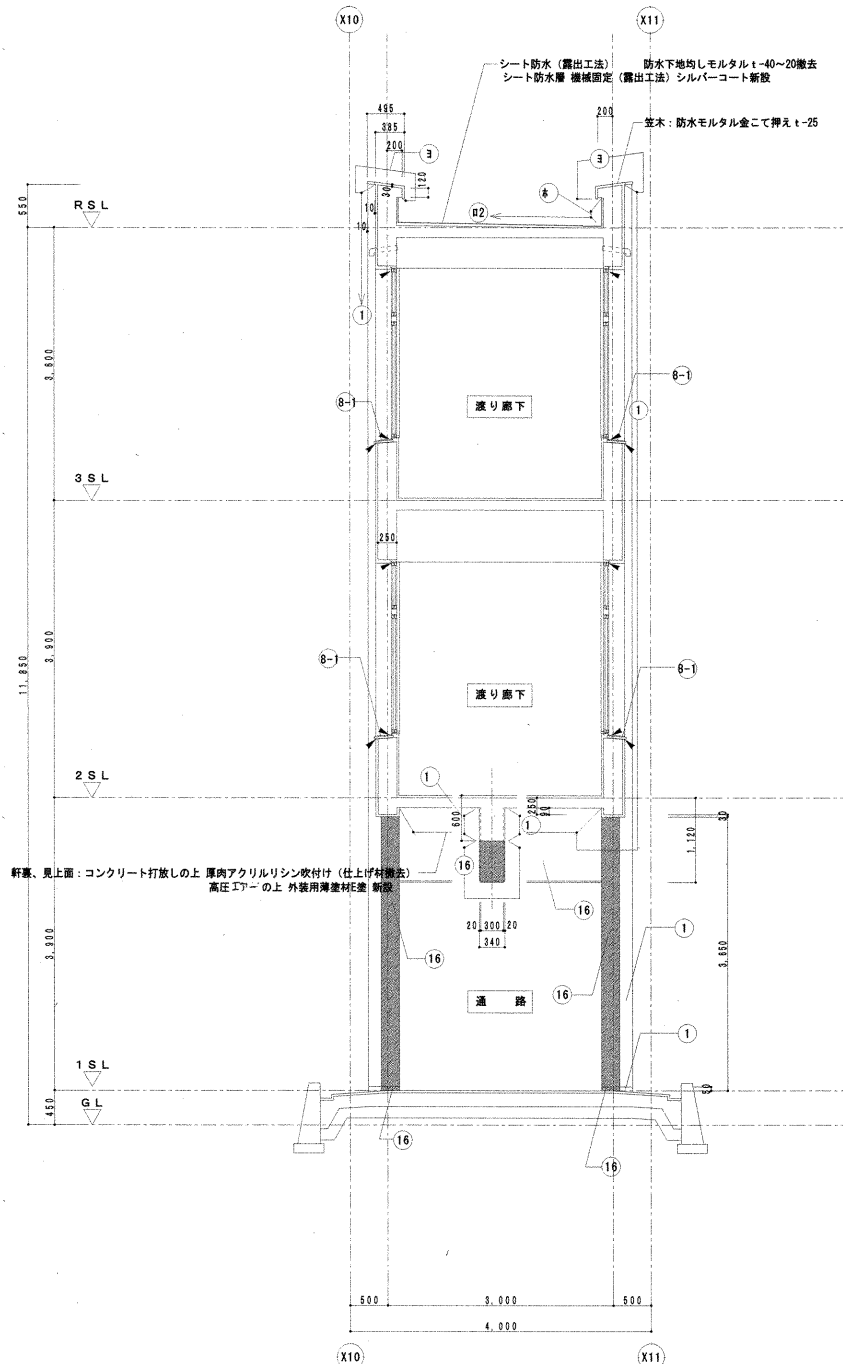 X10
X11
シート防水（露出工法） 防水下地均しモルタルt-40～20撤去
シート防水層 機械固定（露出工法）シルバーコート新設
495
385
200
200
笠木：防水モルタル金こて押え t-25
ヨ
ヨ
30
120
ホ
ロ2
550
RSL
10
10
1
3,600
8-1
8-1
1
渡り廊下
3SL
250
11,850
3,900
8-1
8-1
渡り廊下
2SL
1
600
250
90
1
30
1,120
16
軒裏、見上面：コンクリート打放しの上 厚肉アクリルリシン吹付け（仕上げ材撤去）
高圧エアーの上 外装用薄塗材E塗 新設
16
20 300 20
340
3,900
16
16
1
3,650
通 路
1
1SL
450
GL
16
16
500
3,000
500
4,000
X10
X11